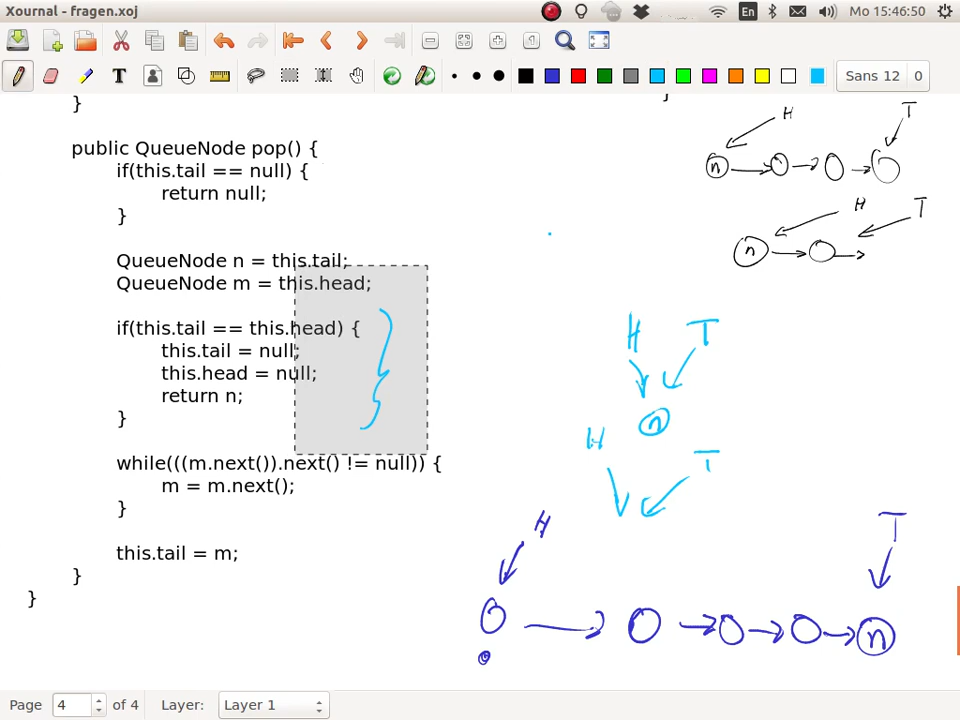 Xournal - fragen.xoj
En
Mo 15:46:50
T
Sans 12
0
}
}
public QueueNode pop() {
if(this.tail == null) {
return null;
}
QueueNode n = this.tail;
QueueNode m = this.head;
if(this.tail == this.head) {
this.tail = null;
this.head = null;
return n;
}
while(((m.next()).next() != null)) {
m = m.next();
}
this.tail = m;
}
}
H
T
n
H
T
n
H
T
n
H
T
H
T
n
Page
4
of 4
Layer:
Layer 1